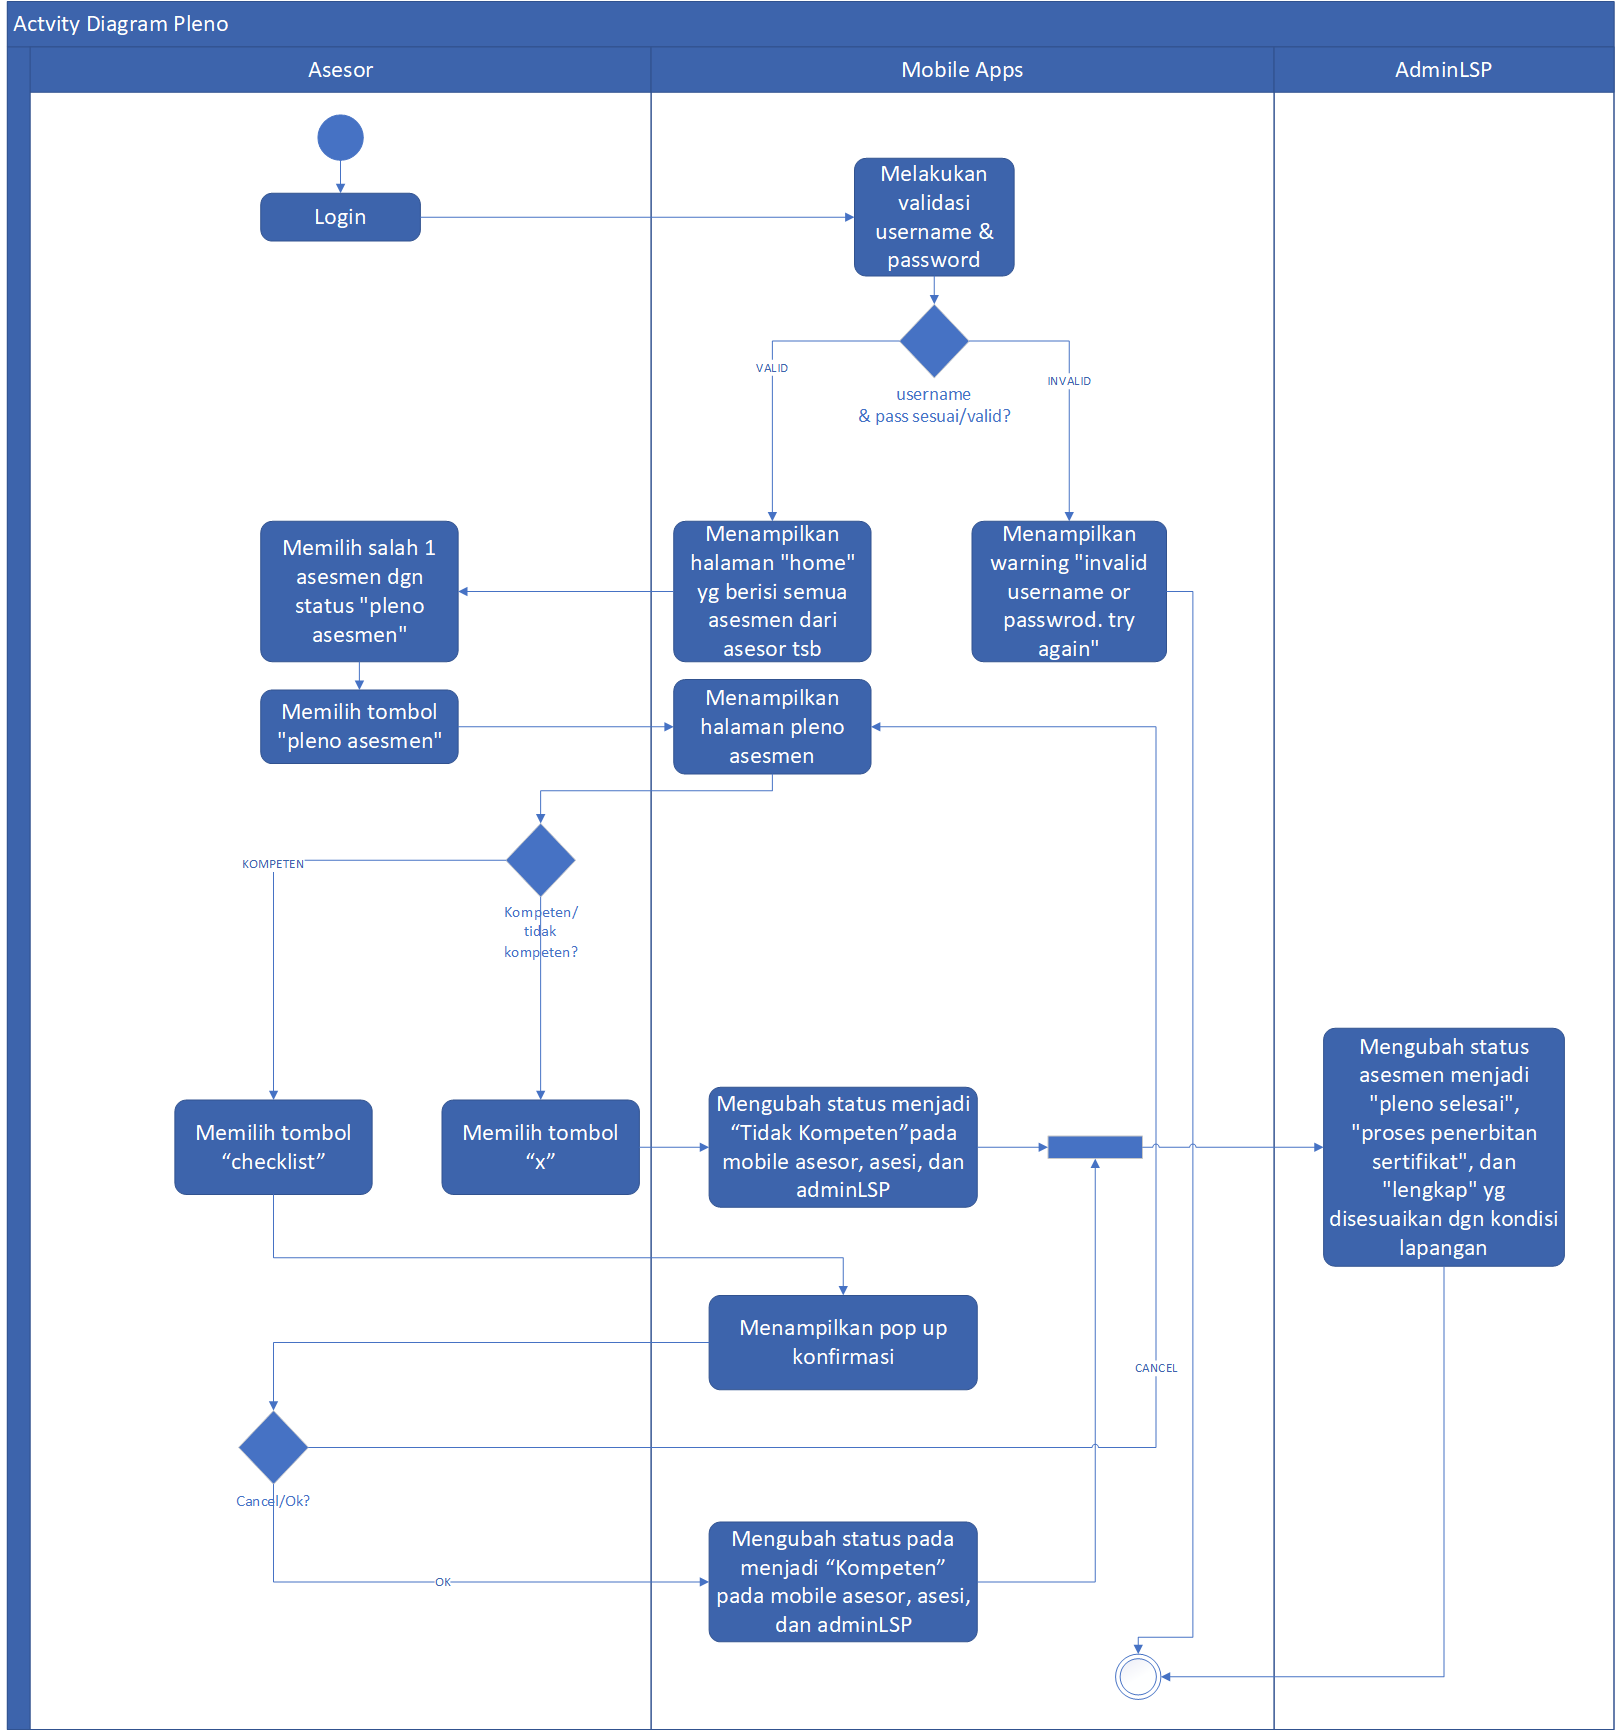 Actvity Diagram Pleno
Asesor
Mobile Apps
AdminLSP
Login
Melakukan
validasi
username &
password
VALID
INVALID
username
& pass sesuai/valid?
Memilih salah 1
asesmen dgn
status "pleno
asesmen"
Menampilkan
halaman "home"
yg berisi semua
asesmen dari
asesor tsb
Menampilkan
warning "invalid
username or
passwrod. try
again"
Memilih tombol
"pleno asesmen"
Menampilkan
halaman pleno
asesmen
KOMPETEN
Kompeten/
tidak
kompeten?
Memilih tombol
“checklist”
Memilih tombol
“x”
Mengubah status menjadi
“Tidak Kompeten”pada
mobile asesor, asesi, dan
adminLSP
Mengubah status
asesmen menjadi
"pleno selesai",
"proses penerbitan
sertifikat", dan
"lengkap" yg
disesuaikan dgn kondisi
lapangan
Menampilkan pop up
konfirmasi
CANCEL
Cancel/Ok?
OK
Mengubah status pada
menjadi “Kompeten”
pada mobile asesor, asesi,
dan adminLSP